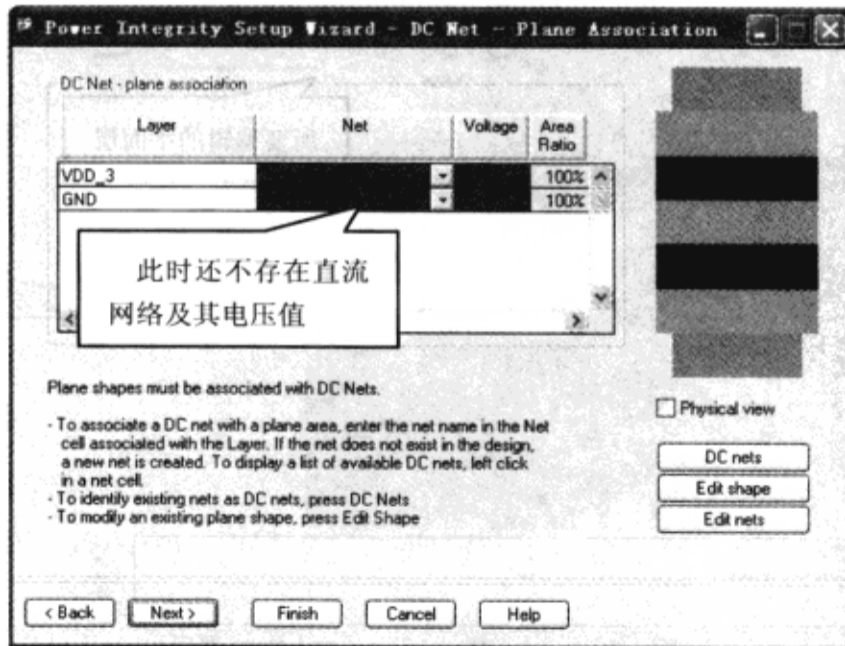 Power Integrity Setup Wizard - DC Net - Plane Association
DC Net - plane association
Layer Net Voltage Area Ratio
VDD_3 100%
GND 100%
此时还不存在直流
网络及其电压值
Plane shapes must be associated with DC Nets.
- To associate a DC net with a plane area, enter the net name in the Net
cell associated with the Layer. If the net does not exist in the design,
a new net is created. To display a list of available DC nets, left click
in a net cell.
- To identify existing nets as DC nets, press DC Nets
- To modify an existing plane shape, press Edit Shape
Physical view
DC nets
Edit shape
Edit nets
< Back Next > Finish Cancel Help